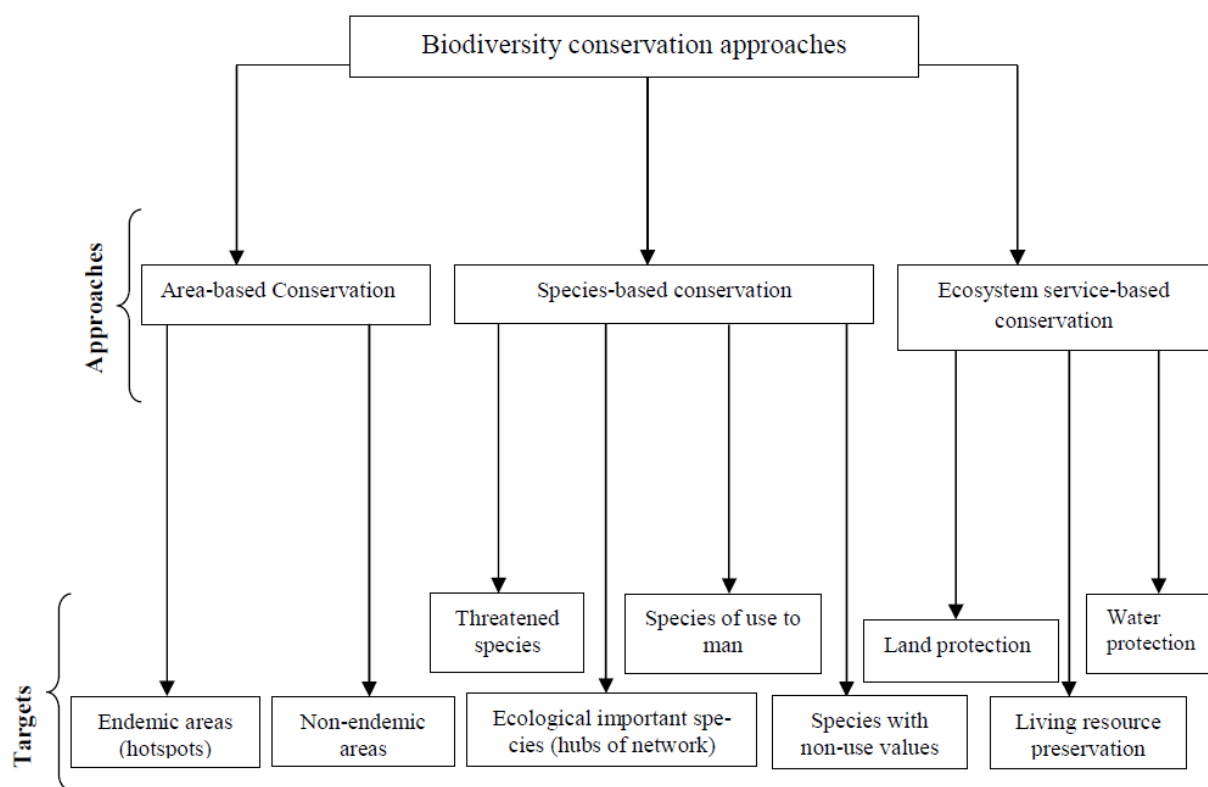 Biodiversity conservation approaches
Approaches
Area-based Conservation
Species-based conservation
Ecosystem service-based
conservation
Targets
Threatened
species
Species of use to
man
Land protection
Water
protection
Endemic areas
(hotspots)
Non-endemic
areas
Ecological important spe-
cies (hubs of network)
Species with
non-use values
Living resource
preservation